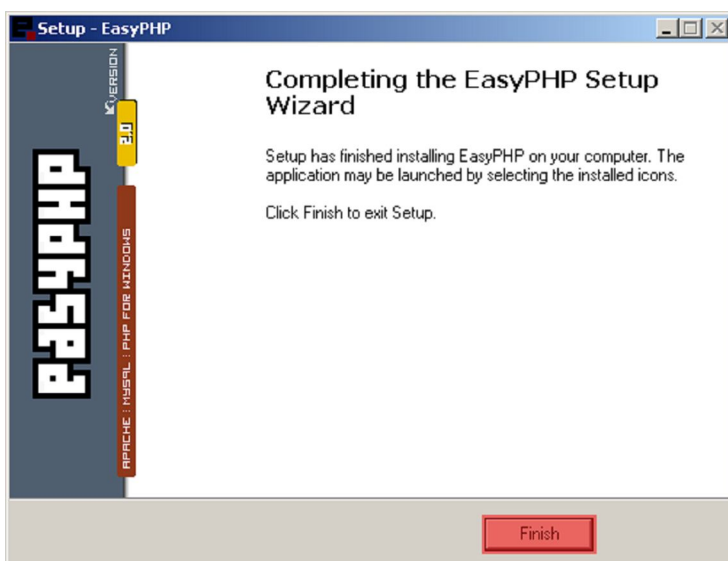 Setup - EasyPHP
VERSION
2.0
EasyPHP
APACHE : MYSQL : PHP FOR WINDOWS
Completing the EasyPHP Setup
Wizard
Setup has finished installing EasyPHP on your computer. The
application may be launched by selecting the installed icons.
Click Finish to exit Setup.
Finish